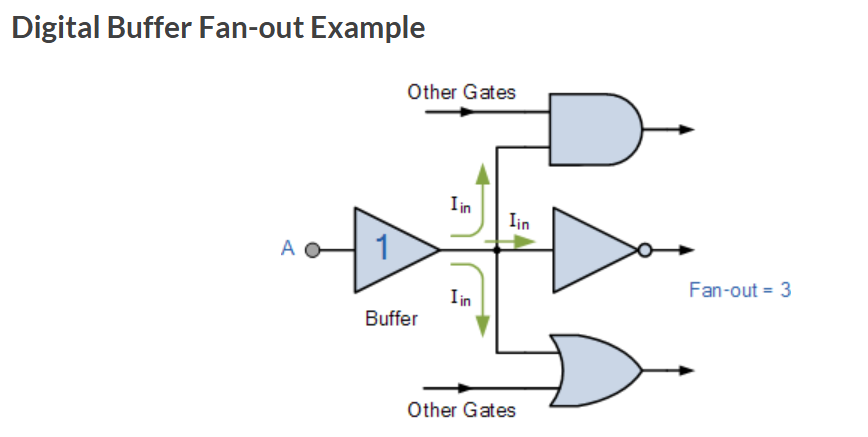 Digital Buffer Fan-out Example
Other Gates
Iin
Iin
A
1
Iin
Fan-out = 3
Buffer
Other Gates